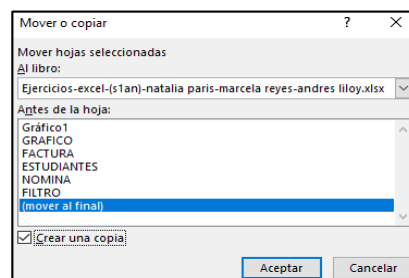 Mover o copiar ? X
Mover hojas seleccionadas
Al libro:
Ejercicios-excel-(s1an)-natalia paris-marcela reyes-andres liloy.xlsx
Antes de la hoja:
Gráfico1
GRAFICO
FACTURA
ESTUDIANTES
NOMINA
FILTRO
(mover al final)
Crear una copia
Aceptar Cancelar